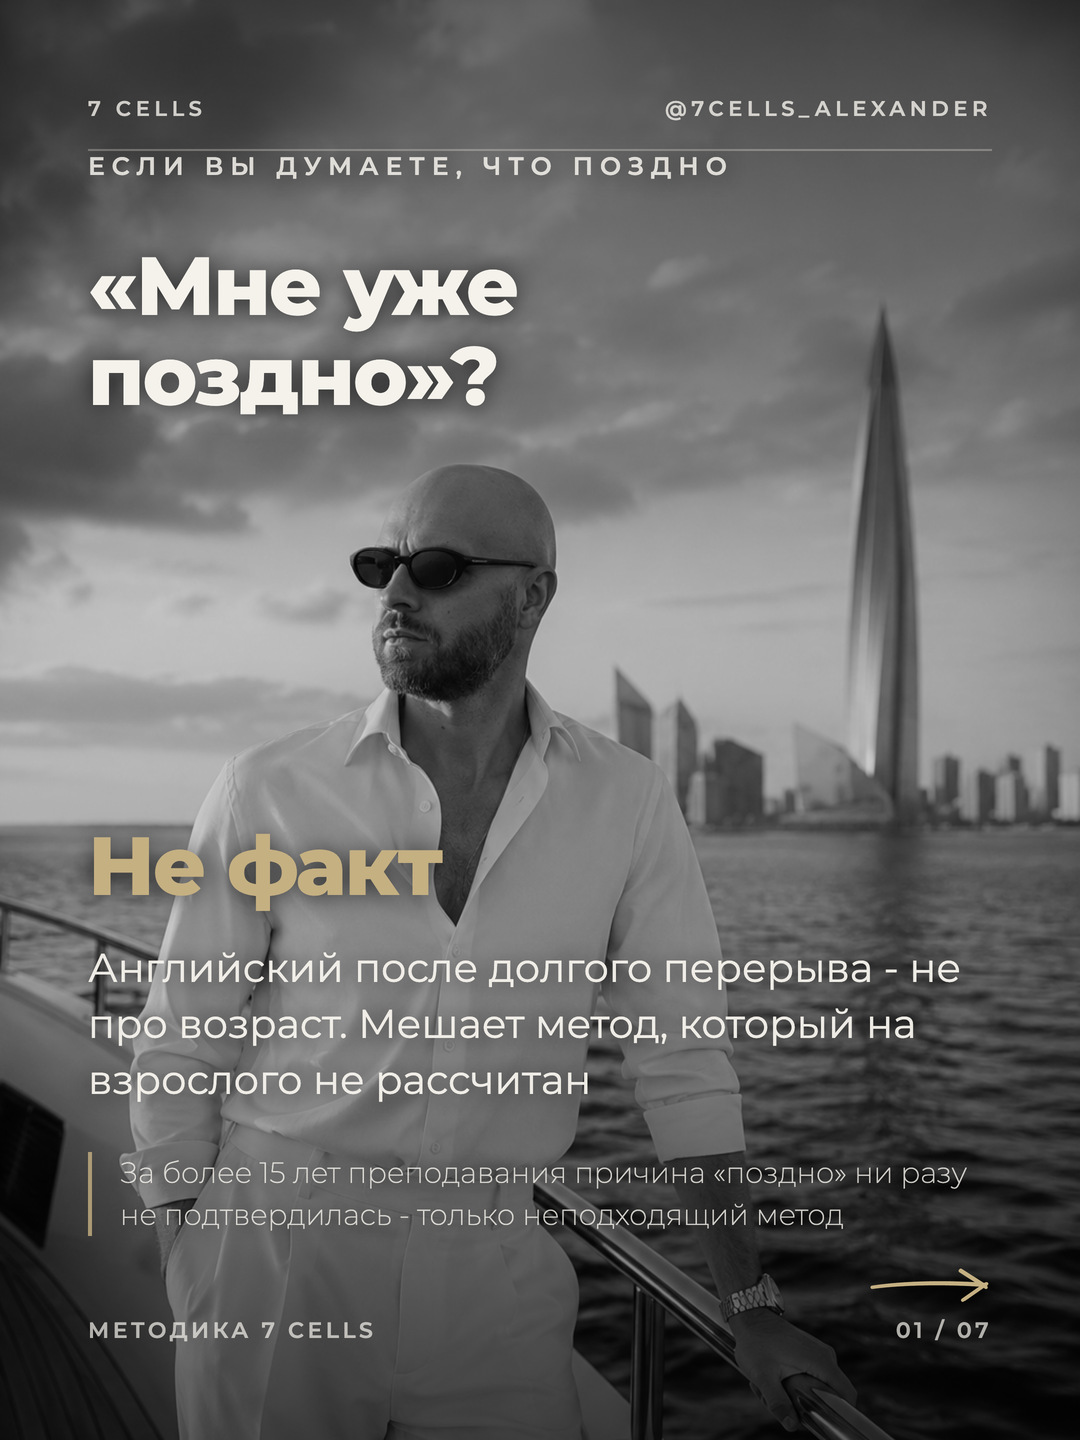 7 CELLS
@7CELLS_ALEXANDER
ЕСЛИ ВЫ ДУМАЕТЕ, ЧТО ПОЗДНО
«Мне уже
поздно»?
Не факт
Английский после долгого перерыва - не
про возраст. Мешает метод, который на
взрослого не рассчитан
За более 15 лет преподавания причина «поздно» ни разу
не подтвердилась - только неподходящий метод
МЕТОДИКА 7 CELLS
01 / 07